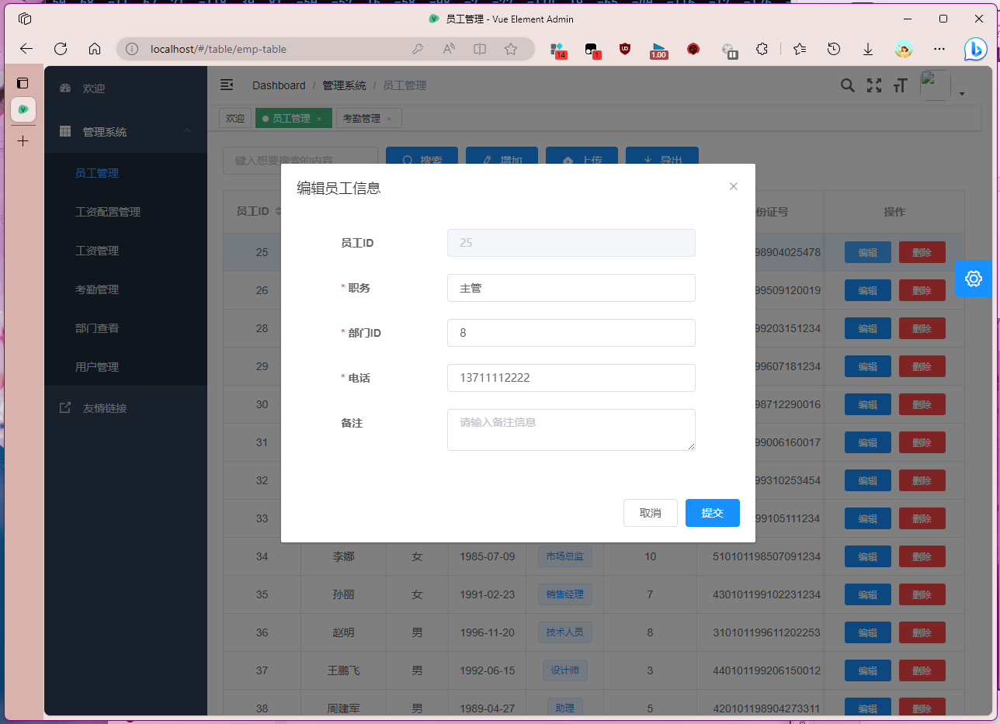 员工管理 - Vue Element Admin
localhost/#/table/emp-table
14
1
1.00
欢迎
管理系统
员工管理
工资配置管理
工资管理
考勤管理
部门查看
用户管理
友情链接
Dashboard / 管理系统 / 员工管理
欢迎 员工管理 × 考勤管理 ×
键入想要搜索的内容 搜索 增加 上传 导出
员工ID 份证号 操作
编辑员工信息
员工ID 25
* 职务 主管
* 部门ID 8
* 电话 13711112222
备注 请输入备注信息
取消 提交
25 98904025478 编辑 删除
26 99509120019 编辑 删除
28 99203151234 编辑 删除
29 99607181234 编辑 删除
30 98712290016 编辑 删除
31 99006160017 编辑 删除
32 99310253454 编辑 删除
33 99105111234 编辑 删除
34 李娜 女 1985-07-09 市场总监 10 510101198507091234 编辑 删除
35 孙丽 女 1991-02-23 销售经理 7 430101199102231234 编辑 删除
36 赵明 男 1996-11-20 技术人员 8 310101199611202253 编辑 删除
37 王鹏飞 男 1992-06-15 设计师 3 440101199206150012 编辑 删除
38 周建军 男 1989-04-27 助理 5 420101198904273311 编辑 删除